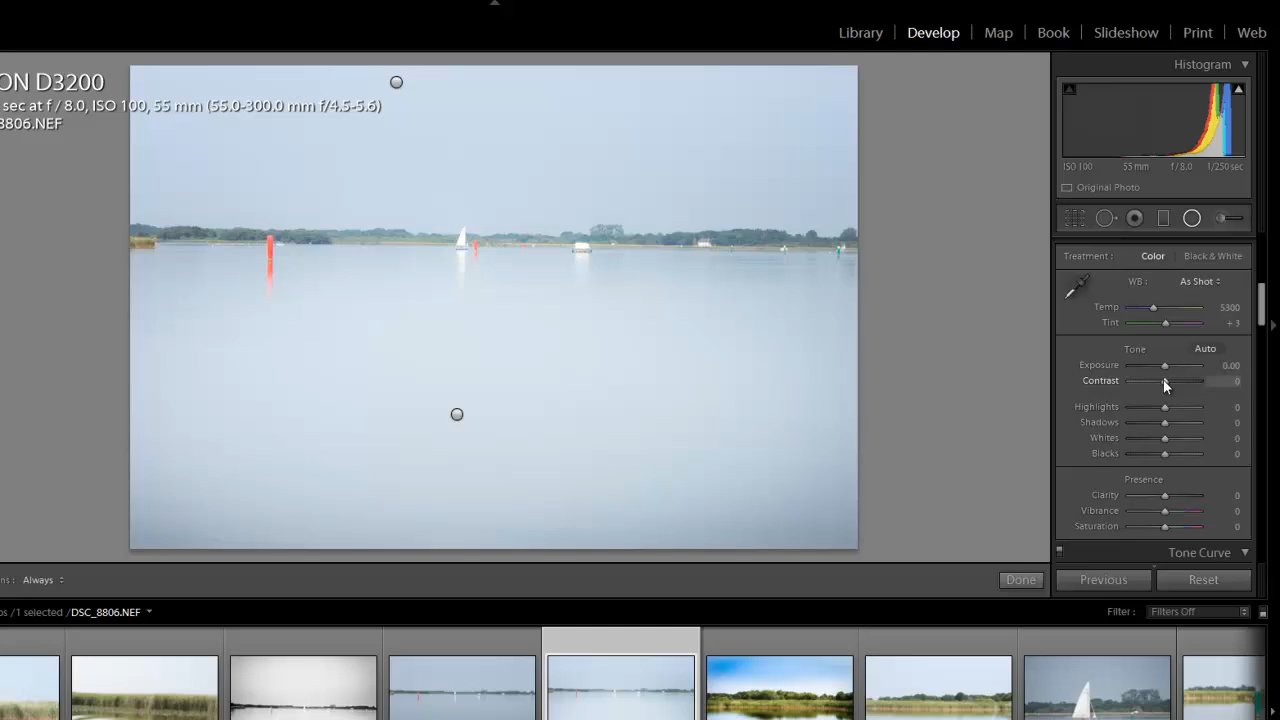 Library | Develop | Map | Book | Slideshow | Print | Web
ON D3200
sec at f / 8.0, ISO 100, 55 mm (55.0-300.0 mm f/4.5-5.6)
8806.NEF
Histogram
ISO 100 55 mm f / 8.0 1/250 sec
Original Photo
Treatment : Color Black & White
WB : As Shot
Temp 5300
Tint + 3
Tone Auto
Exposure 0.00
Contrast 0
Highlights 0
Shadows 0
Whites 0
Blacks 0
Presence
Clarity 0
Vibrance 0
Saturation 0
Tone Curve
ns : Always Done Previous Reset
os /1 selected /DSC_8806.NEF Filter : Filters Off